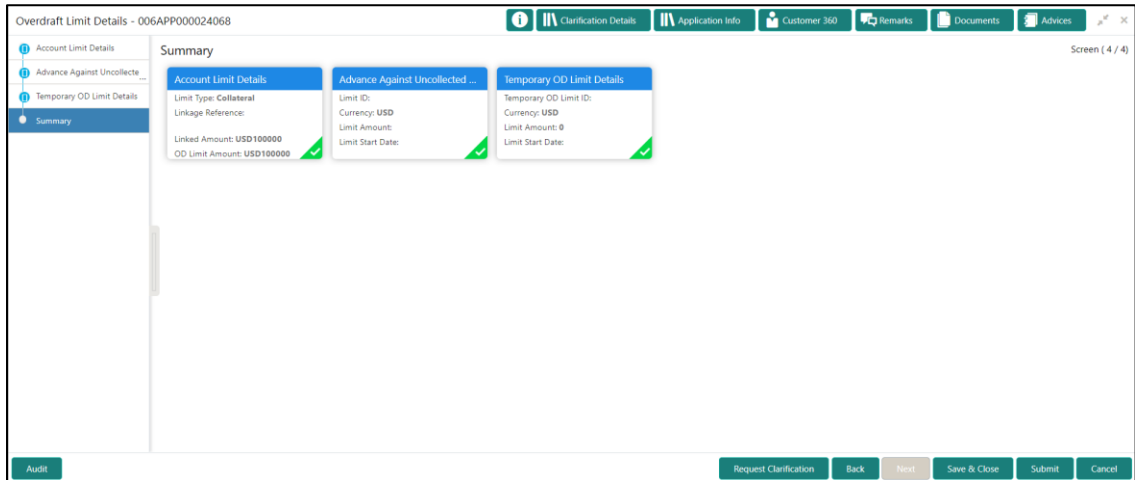 Overdraft Limit Details - 006APP000024068
Clarification Details
Application Info
Customer 360
Remarks
Documents
Advices
Account Limit Details
Advance Against Uncollecte...
Temporary OD Limit Details
Summary
Summary
Screen ( 4 / 4)
Account Limit Details
Limit Type: Collateral
Linkage Reference:
Linked Amount: USD100000
OD Limit Amount: USD100000
Advance Against Uncollected ...
Limit ID:
Currency: USD
Limit Amount:
Limit Start Date:
Temporary OD Limit Details
Temporary OD Limit ID:
Currency: USD
Limit Amount: 0
Limit Start Date:
Audit
Request Clarification
Back
Next
Save & Close
Submit
Cancel